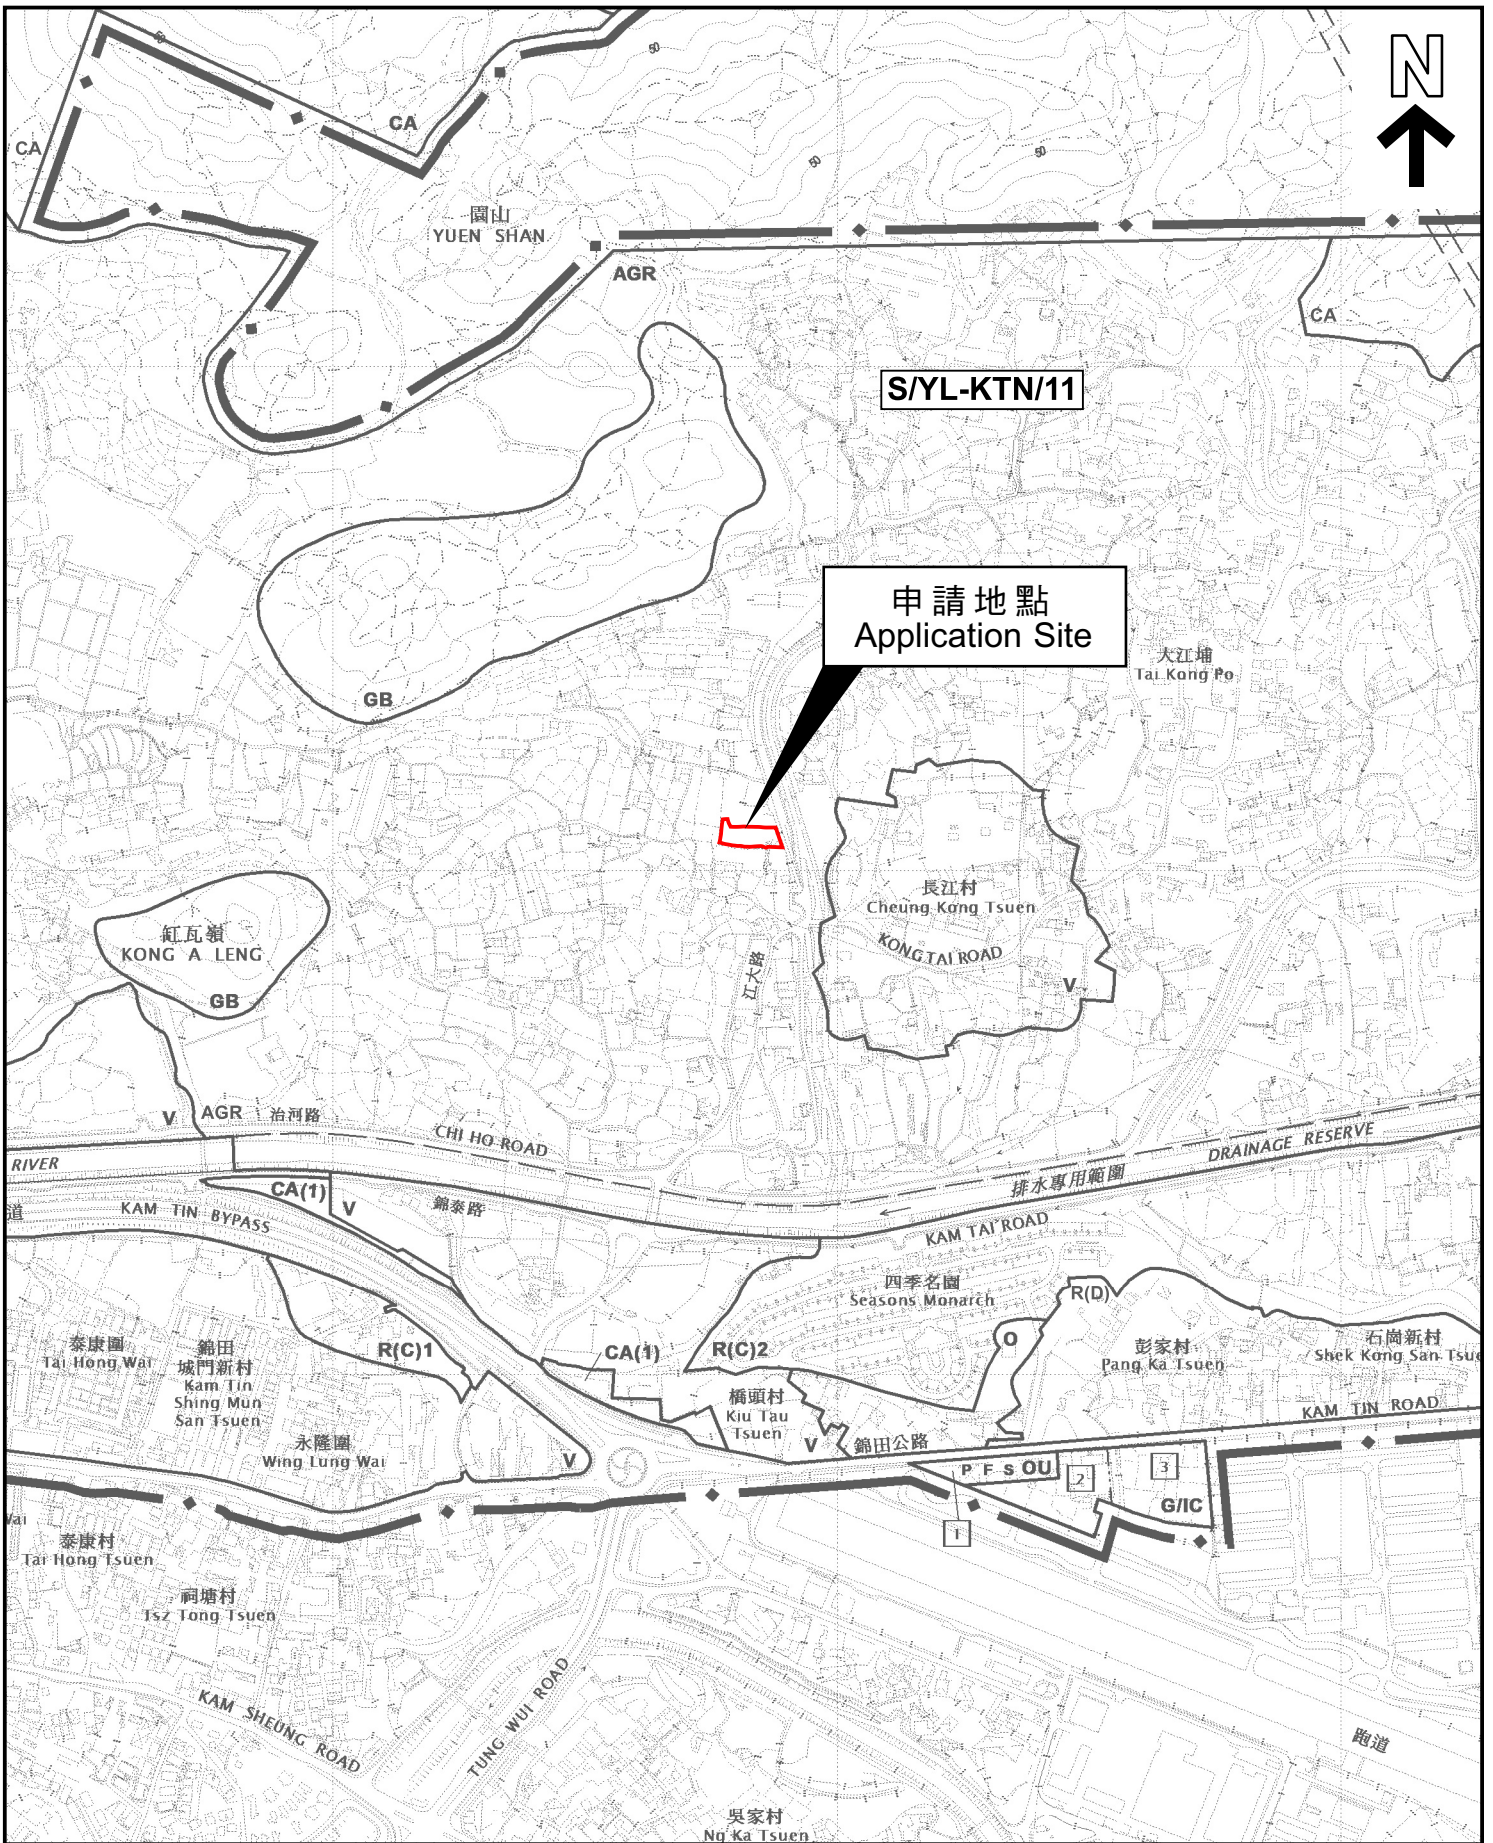 N
50
50
CA
CA
50
50
園山
YUEN SHAN
AGR
CA
S/YL-KTN/11
申請地點
Application Site
大江埔
Tai Kong Po
GB
長江村
Cheung Kong Tsuen
KONG TAI ROAD
V
缸瓦嶺
KONG A LENG
GB
江大路
V
AGR
治河路
CHI HO ROAD
RIVER
DRAINAGE RESERVE
排水專用範圍
CA(1)
V
錦泰路
道
KAM TIN BYPASS
KAM TAI ROAD
四季名園
Seasons Monarch
R(D)
O
泰康圍
Tai Hong Wai
錦田
城門新村
Kam Tin
Shing Mun
San Tsuen
R(C)1
CA(1)
R(C)2
彭家村
Pang Ka Tsuen
石崗新村
Shek Kong San Tsue
橋頭村
Kiu Tau
Tsuen
KAM TIN ROAD
永隆圍
Wing Lung Wai
V
V
錦田公路
P F S OU
2
3
G/IC
1
Wai
泰康村
Tai Hong Tsuen
祠塘村
Tsz Tong Tsuen
KAM SHEUNG ROAD
TUNG WUI ROAD
跑道
吳家村
Ng Ka Tsuen